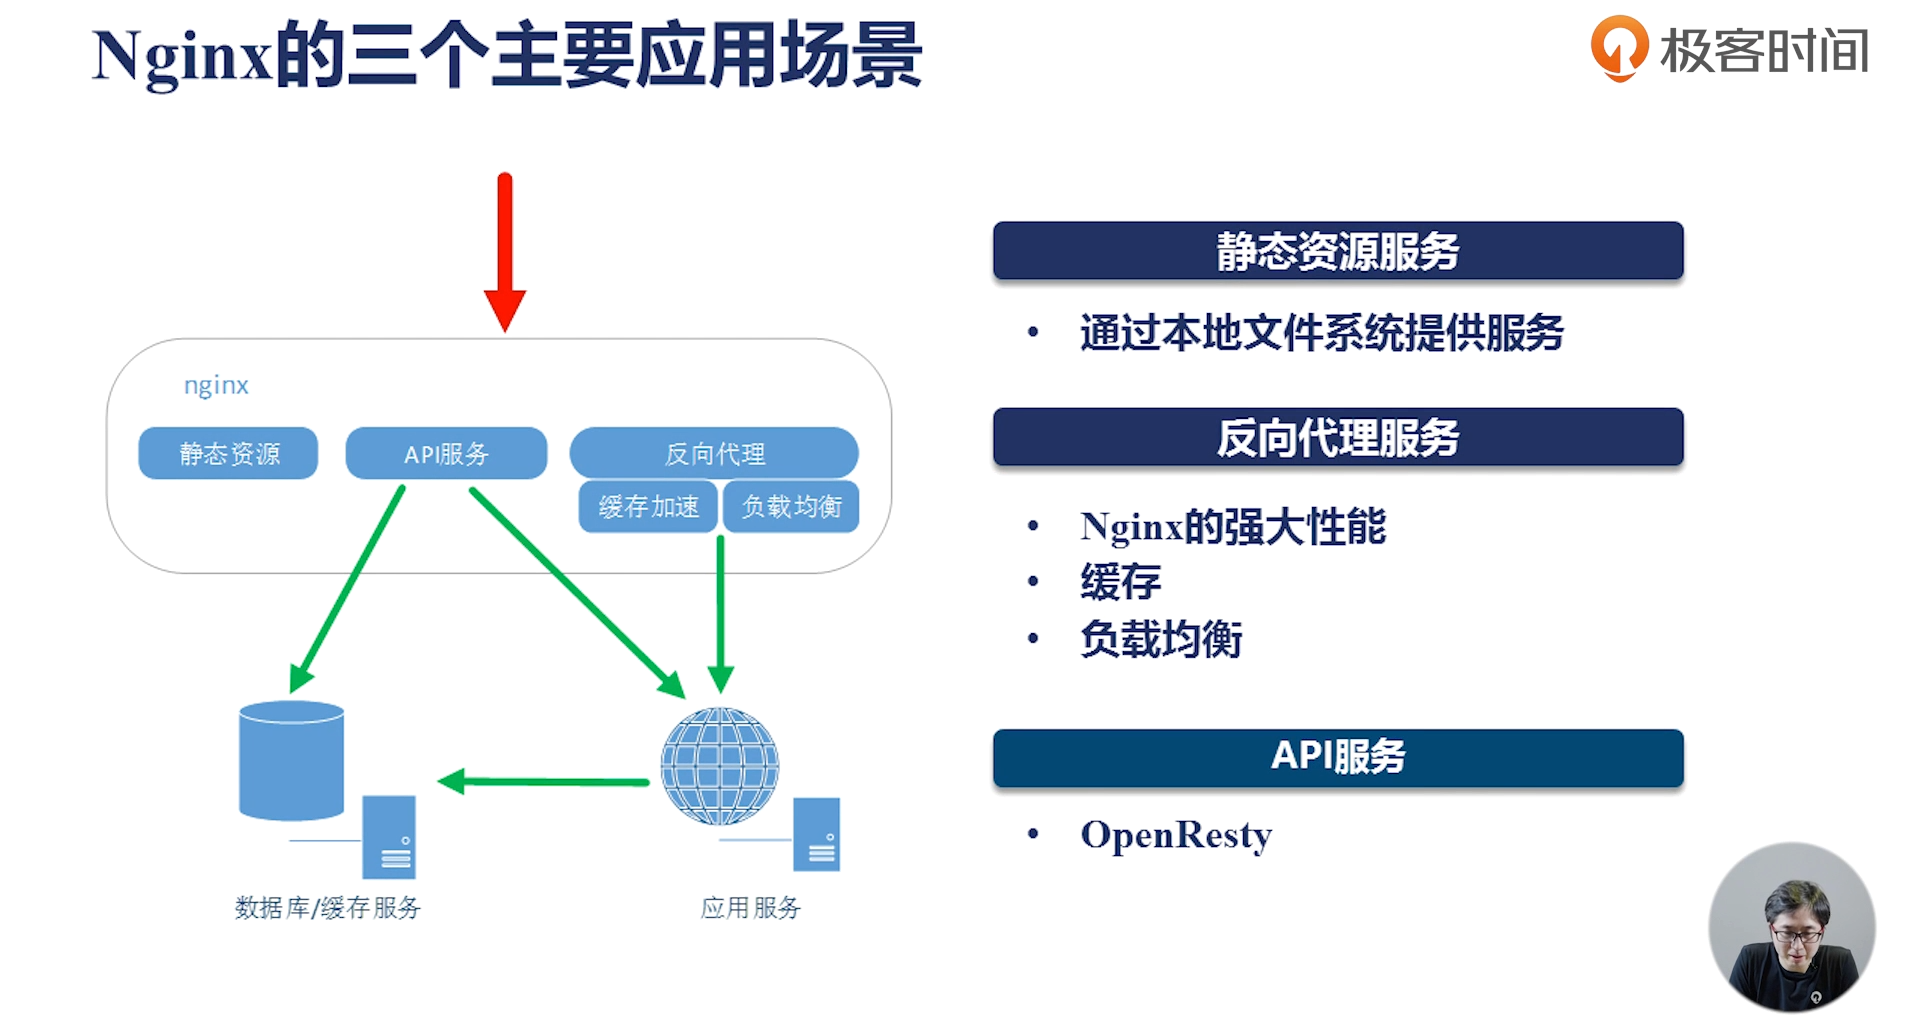 Nginx的三个主要应用场景
极客时间
nginx
静态资源
API服务
反向代理
缓存加速
负载均衡
数据库/缓存服务
应用服务
静态资源服务
• 通过本地文件系统提供服务
反向代理服务
• Nginx的强大性能
• 缓存
• 负载均衡
API服务
• OpenResty